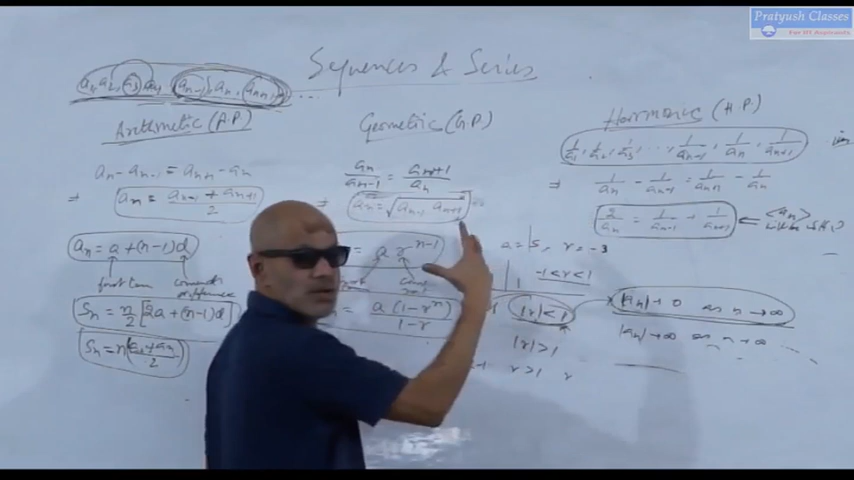 Pratyush Classes
For IIT Aspirants
Sequences & Series
a₁, a₂, a₃, a₄, ... aₙ₋₁, aₙ, aₙ₊₁, ...
Arithmetic (A.P)
aₙ - aₙ₋₁ = aₙ₊₁ - aₙ
⇒ aₙ = (aₙ₋₁ + aₙ₊₁)/2
aₙ = a + (n-1)d
first term common difference
Sₙ = n/2 [2a + (n-1)d]
Sₙ = n(a₁ + aₙ)/2
Geometric (G.P)
aₙ/aₙ₋₁ = aₙ₊₁/aₙ
⇒ aₙ = √(aₙ₋₁ aₙ₊₁)
= a rⁿ⁻¹
= a(1-rⁿ)/(1-r)
Harmonic (H.P.)
1/a₁, 1/a₂, 1/a₃, ..., 1/aₙ₋₁, 1/aₙ, 1/aₙ₊₁
⇒ 1/aₙ - 1/aₙ₋₁ = 1/aₙ₊₁ - 1/aₙ
2/aₙ = 1/aₙ₋₁ + 1/aₙ₊₁ ⇐ <aₙ>
a = 5, r = -3
-1 < r < 1
|r| < 1 |aₙ| → 0 as n → ∞
|r| > 1 |aₙ| → ∞ as n → ∞
r > 1 r